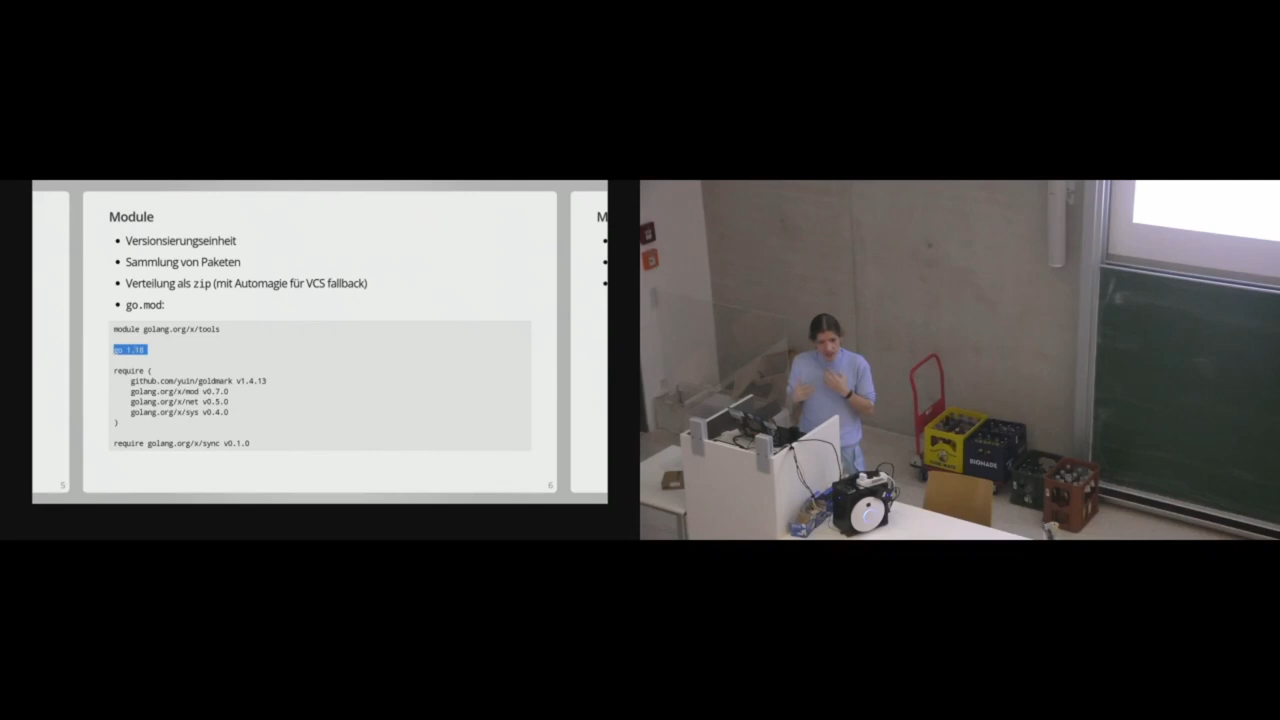 Module
• Versionsierungseinheit
• Sammlung von Paketen
• Verteilung als zip (mit Automagie für VCS fallback)
• go.mod:
module golang.org/x/tools
go 1.18
require (
github.com/yuin/goldmark v1.4.13
golang.org/x/mod v0.7.0
golang.org/x/net v0.5.0
golang.org/x/sys v0.4.0
)
require golang.org/x/sync v0.1.0
5
6
M
BIONADE